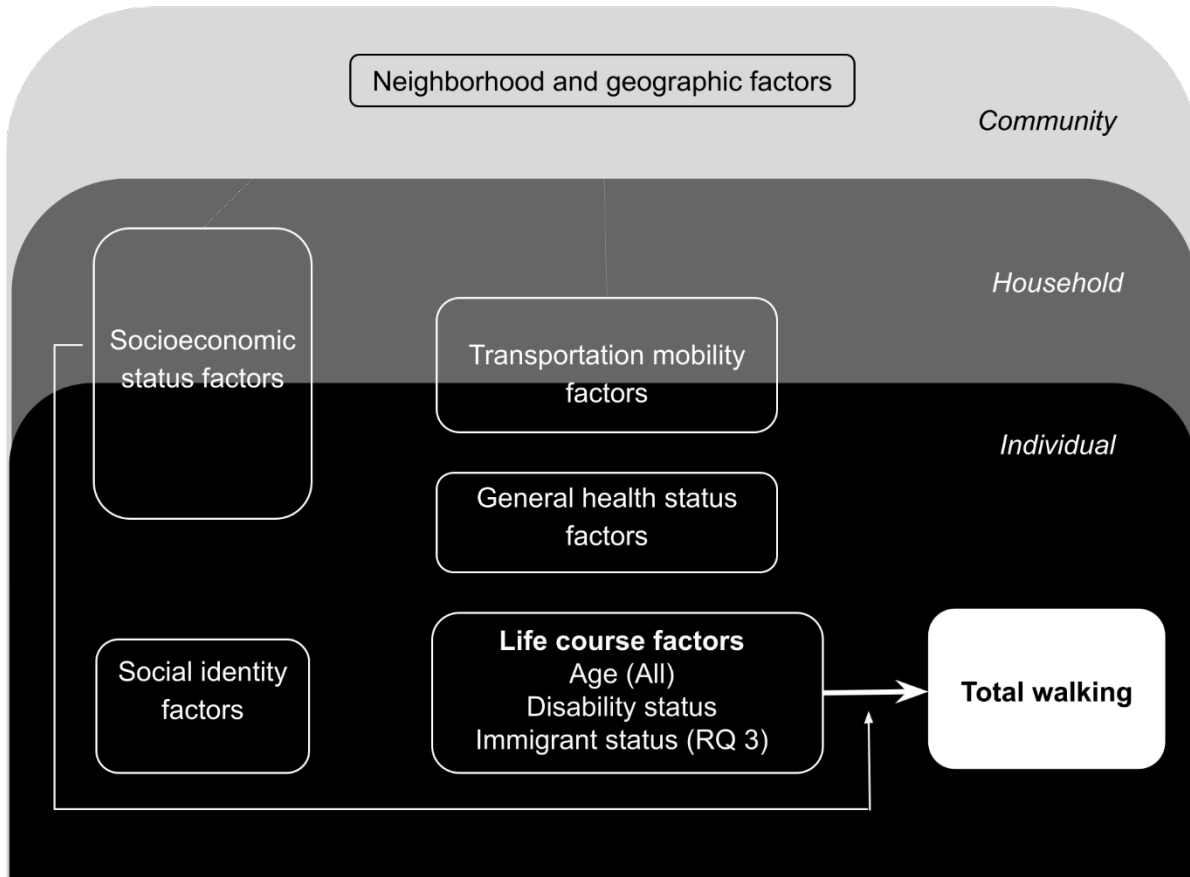 Neighborhood and geographic factors
Community
Household
Socioeconomic
status factors
Transportation mobility
factors
Individual
General health status
factors
Social identity
factors
Life course factors
Age (All)
Disability status
Immigrant status (RQ 3)
Total walking